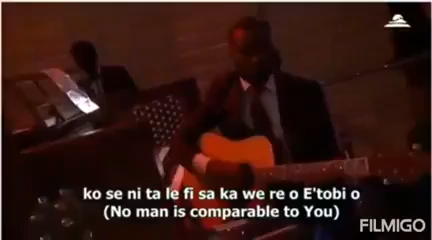 ko se ni ta le fi sa ka we re o E'tobi o
(No man is comparable to You)
FILMIGO